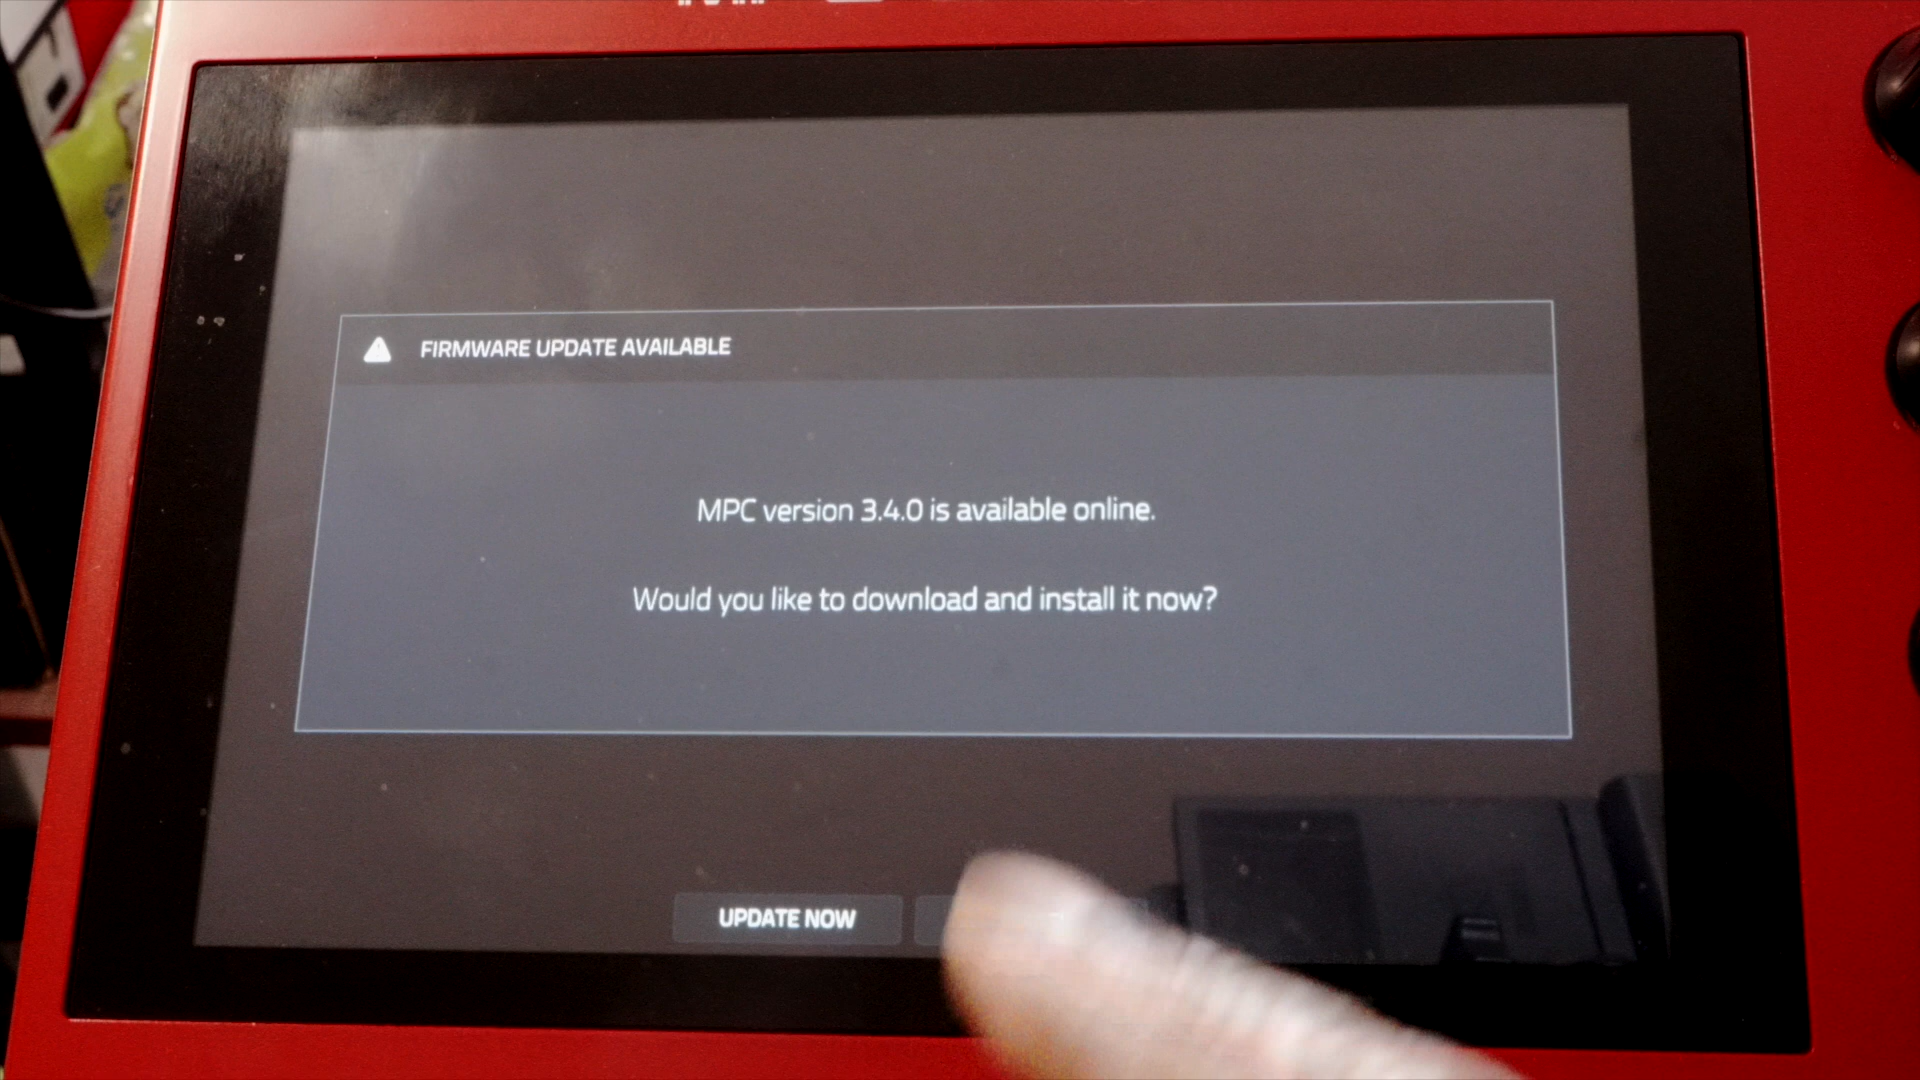 FIRMWARE UPDATE AVAILABLE
MPC version 3.4.0 is available online.
Would you like to download and install it now?
UPDATE NOW